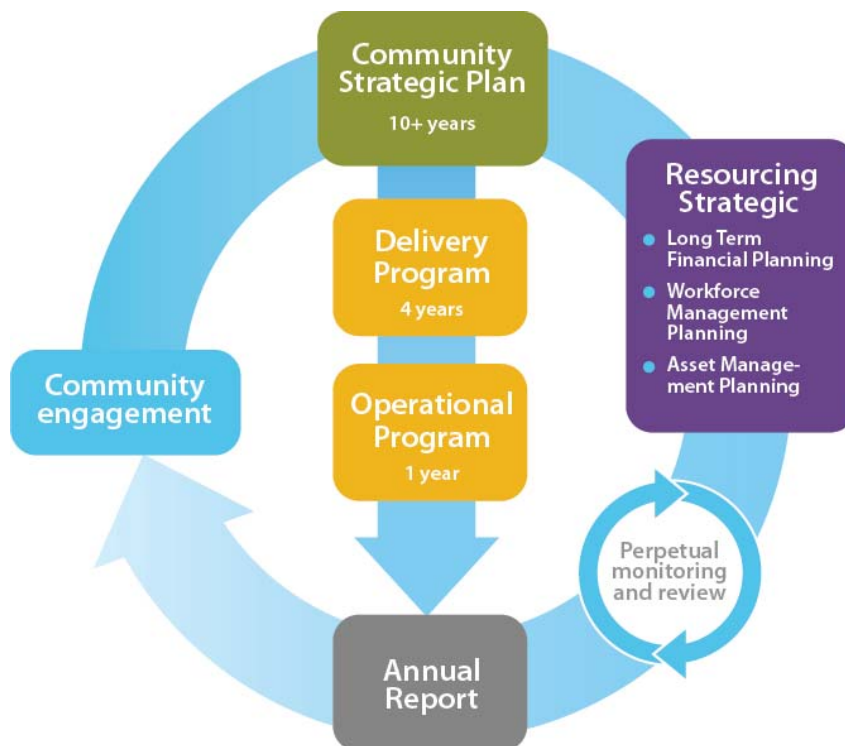 Community
Strategic Plan
10+ years
Resourcing
Strategic
Long Term
Financial Planning
Workforce
Management
Planning
Asset Manage-
ment Planning
Delivery
Program
4 years
Community
engagement
Operational
Program
1 year
Perpetual
monitoring
and review
Annual
Report